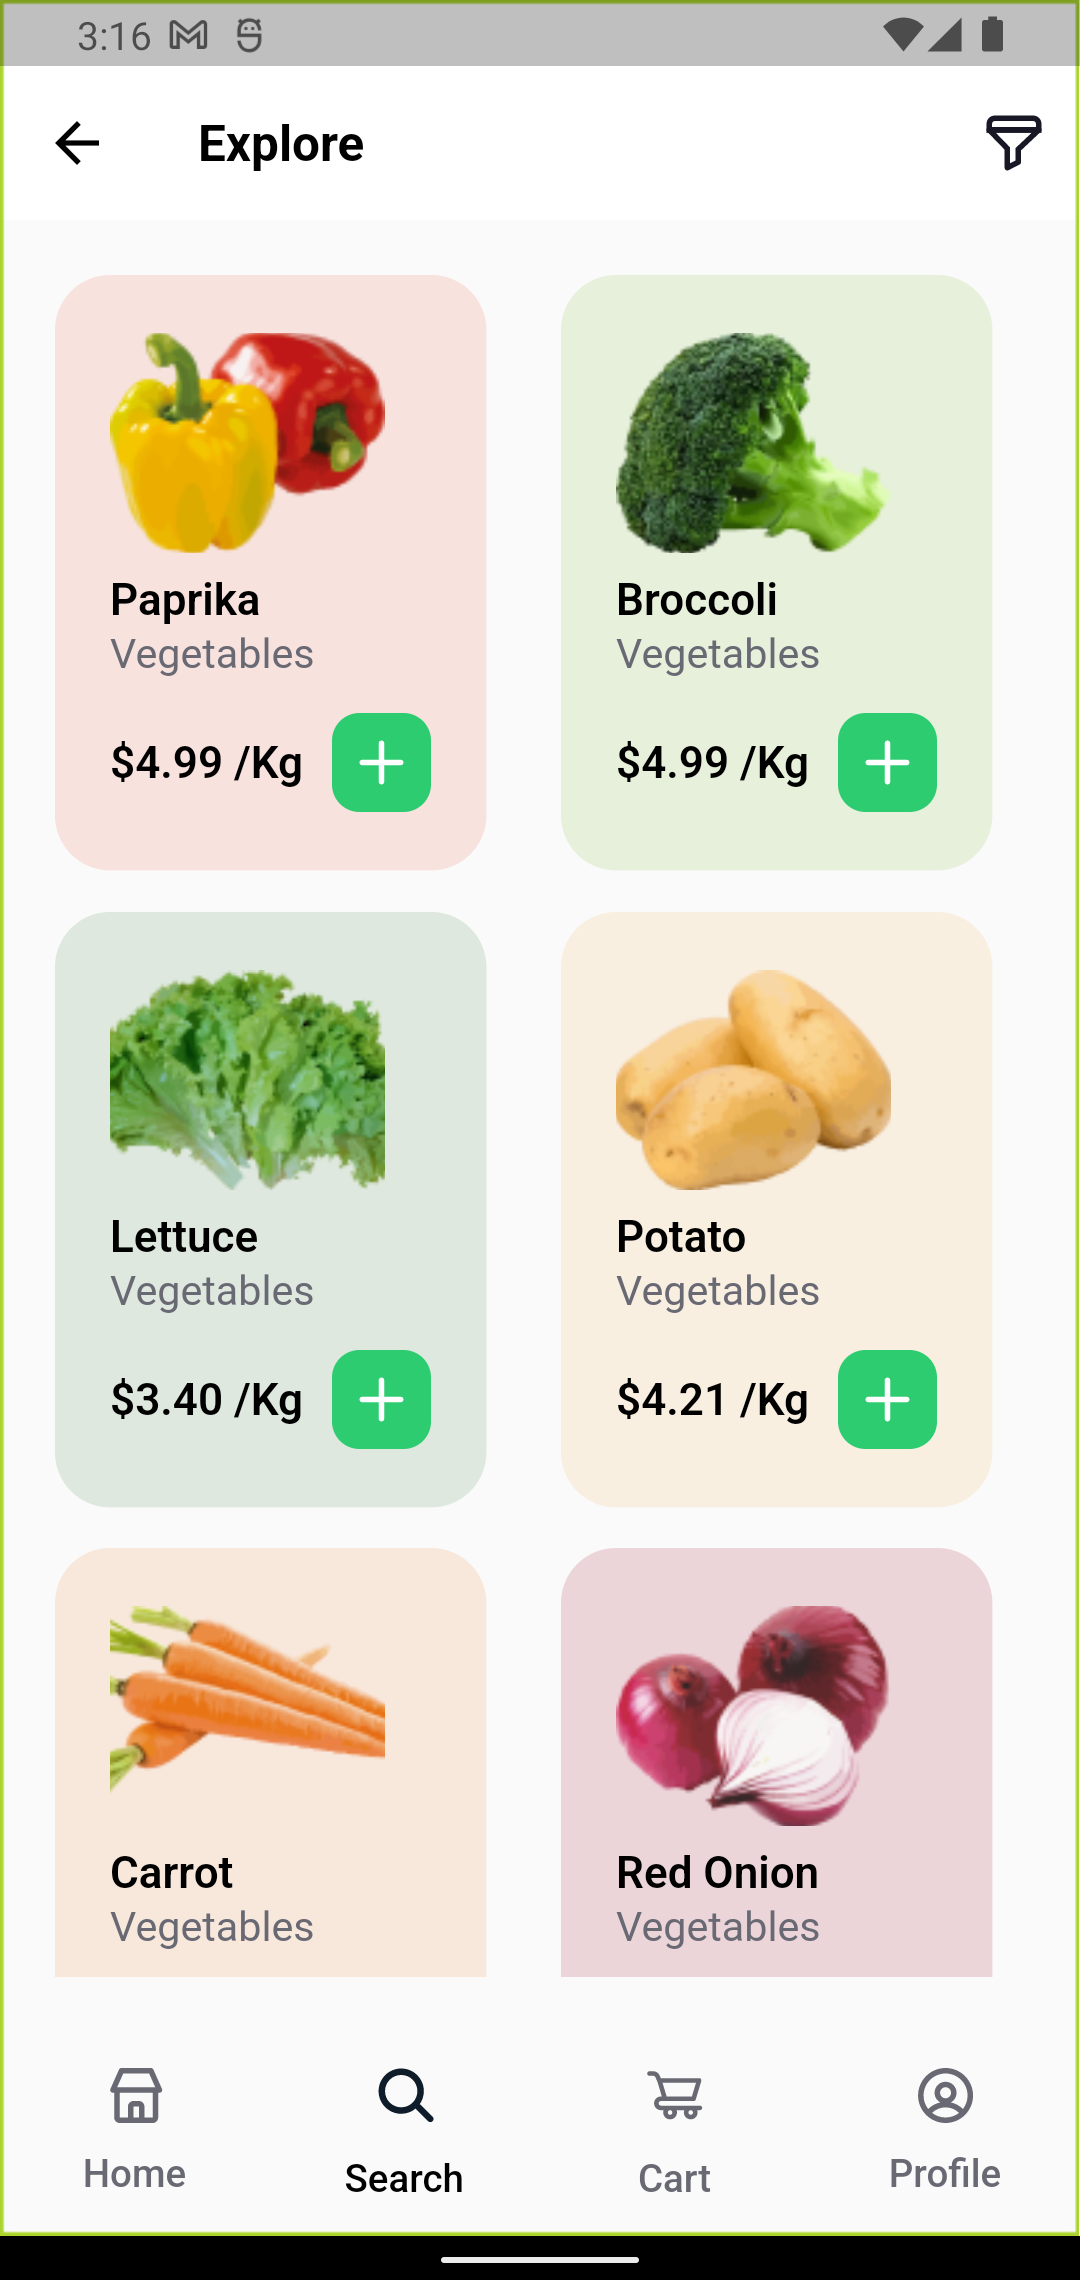 3:16
Explore
Paprika
Vegetables
$4.99 /Kg
Broccoli
Vegetables
$4.99 /Kg
Lettuce
Vegetables
$3.40 /Kg
Potato
Vegetables
$4.21 /Kg
Carrot
Vegetables
Red Onion
Vegetables
Home
Search
Cart
Profile